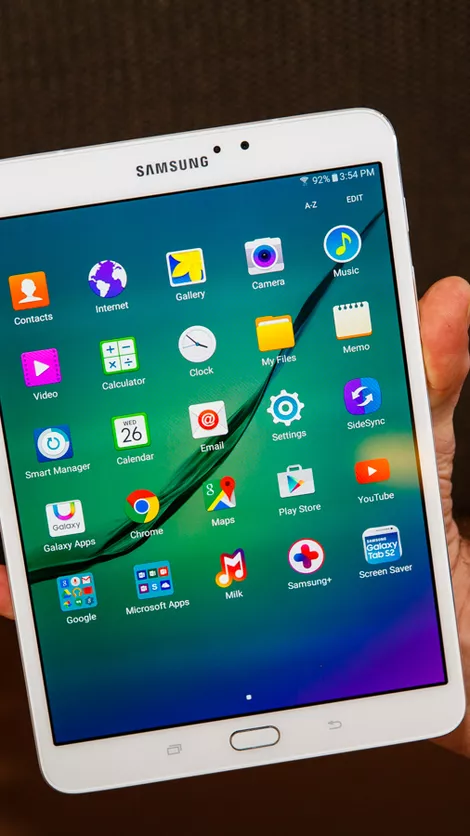 SAMSUNG
92% 3:54 PM
A-Z EDIT
Contacts Internet Gallery Camera Music
Video Calculator Clock My Files Memo
WED
26
Smart Manager Calendar Email Settings SideSync
Galaxy
8
SAMSUNG
Galaxy
Tab S2
Galaxy Apps Chrome Maps Play Store YouTube
Google Microsoft Apps Milk Samsung+ Screen Saver